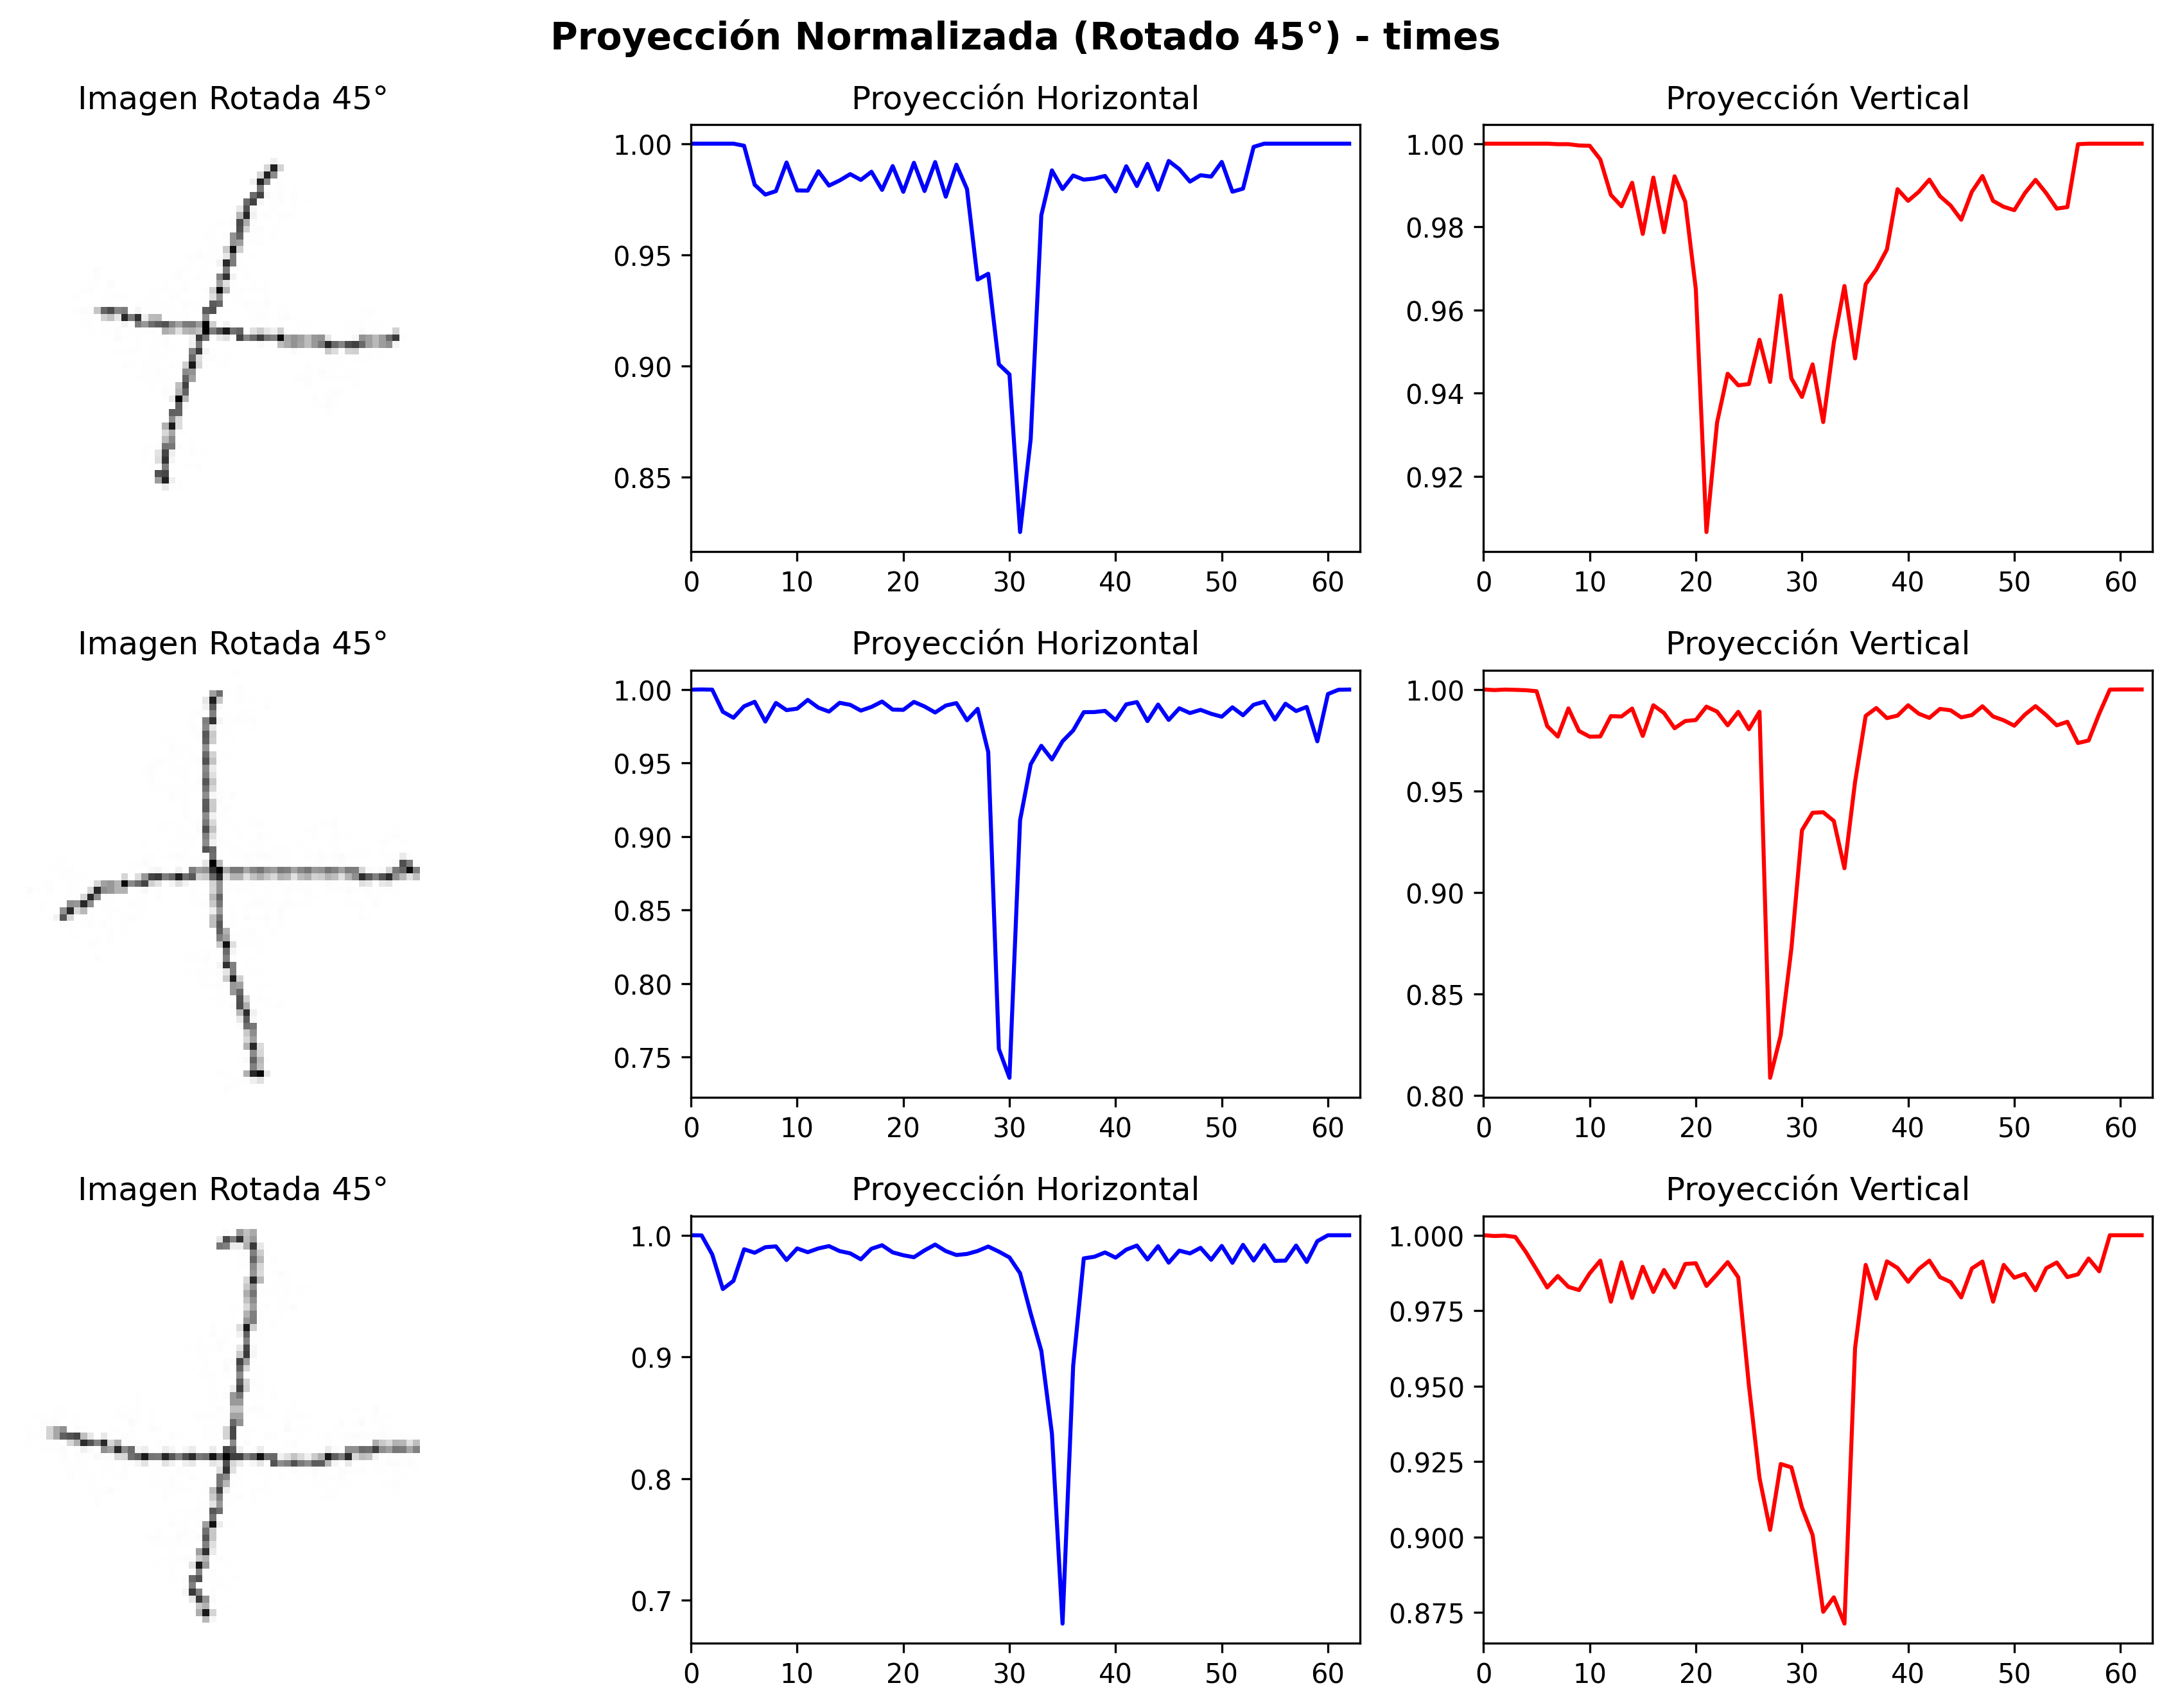 Proyección Normalizada (Rotado 45°) - times
Imagen Rotada 45°
Proyección Horizontal
Proyección Vertical
1.00
0.95
0.90
0.85
0 10 20 30 40 50 60
1.00
0.98
0.96
0.94
0.92
0 10 20 30 40 50 60
Imagen Rotada 45°
Proyección Horizontal
Proyección Vertical
1.00
0.95
0.90
0.85
0.80
0.75
0 10 20 30 40 50 60
1.00
0.95
0.90
0.85
0.80
0 10 20 30 40 50 60
Imagen Rotada 45°
Proyección Horizontal
Proyección Vertical
1.0
0.9
0.8
0.7
0 10 20 30 40 50 60
1.000
0.975
0.950
0.925
0.900
0.875
0 10 20 30 40 50 60